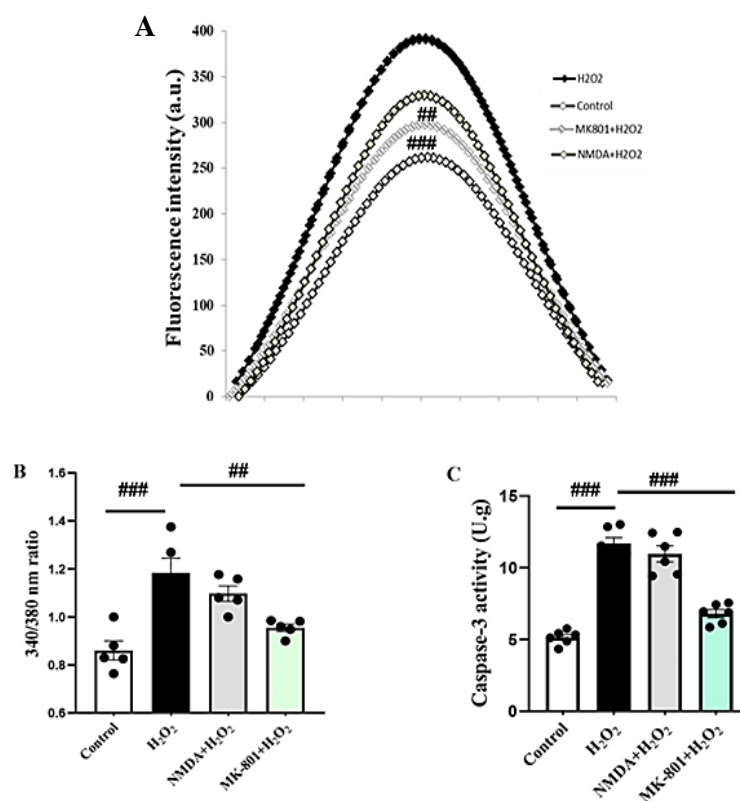 A
Fluorescence intensity (a.u.)
400
350
300
250
200
150
100
50
0
H2O2
Control
MK801+H2O2
NMDA+H2O2
##
###
B
340/380 nm ratio
1.6
1.4
1.2
1.0
0.8
0.6
###
##
Control
H₂O₂
NMDA+H₂O₂
MK-801+H₂O₂
C
Caspase-3 activity (U.g)
15
10
5
0
###
###
Control
H₂O₂
NMDA+H₂O₂
MK-801+H₂O₂